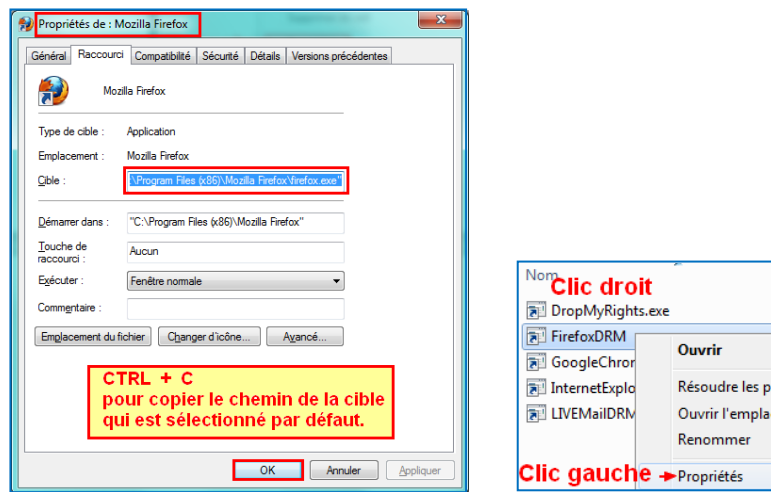 Propriétés de : Mozilla Firefox
Général Raccourci Compatibilité Sécurité Détails Versions précédentes
Mozilla Firefox
Type de cible : Application
Emplacement : Mozilla Firefox
Cible : \Program Files (x86)\Mozilla Firefox\firefox.exe"
Démarrer dans : "C:\Program Files (x86)\Mozilla Firefox"
Touche de
raccourci : Aucun
Exécuter : Fenêtre normale
Commentaire :
Emplacement du fichier Changer d'icône... Avancé...
CTRL + C
pour copier le chemin de la cible
qui est sélectionné par défaut.
OK Annuler Appliquer
Nom
Clic droit
DropMyRights.exe
FirefoxDRM
Ouvrir
GoogleChror
InternetExplo
Résoudre les p
LIVEMailDRM
Ouvrir l'empla
Renommer
Clic gauche Propriétés